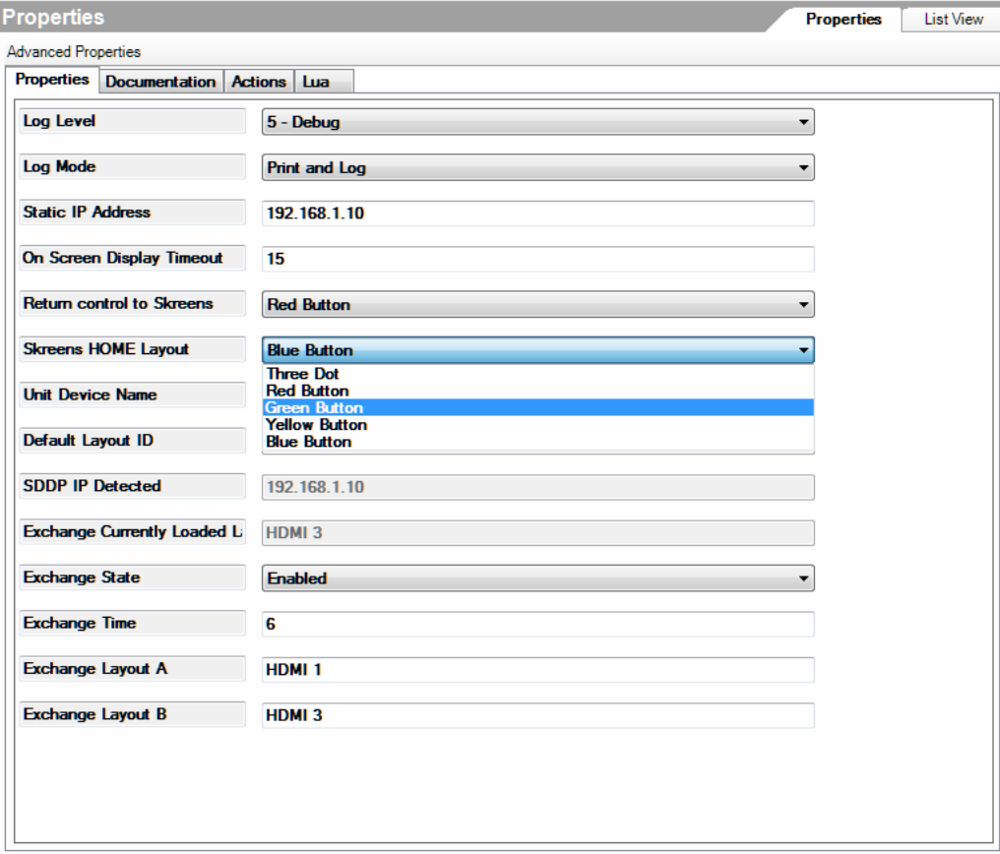 Properties
Properties List View
Advanced Properties
Properties Documentation Actions Lua
Log Level 5 - Debug
Log Mode Print and Log
Static IP Address 192.168.1.10
On Screen Display Timeout 15
Return control to Skreens Red Button
Skreens HOME Layout Blue Button
Three Dot
Red Button
Green Button
Yellow Button
Blue Button
Unit Device Name
Default Layout ID
SDDP IP Detected 192.168.1.10
Exchange Currently Loaded L HDMI 3
Exchange State Enabled
Exchange Time 6
Exchange Layout A HDMI 1
Exchange Layout B HDMI 3